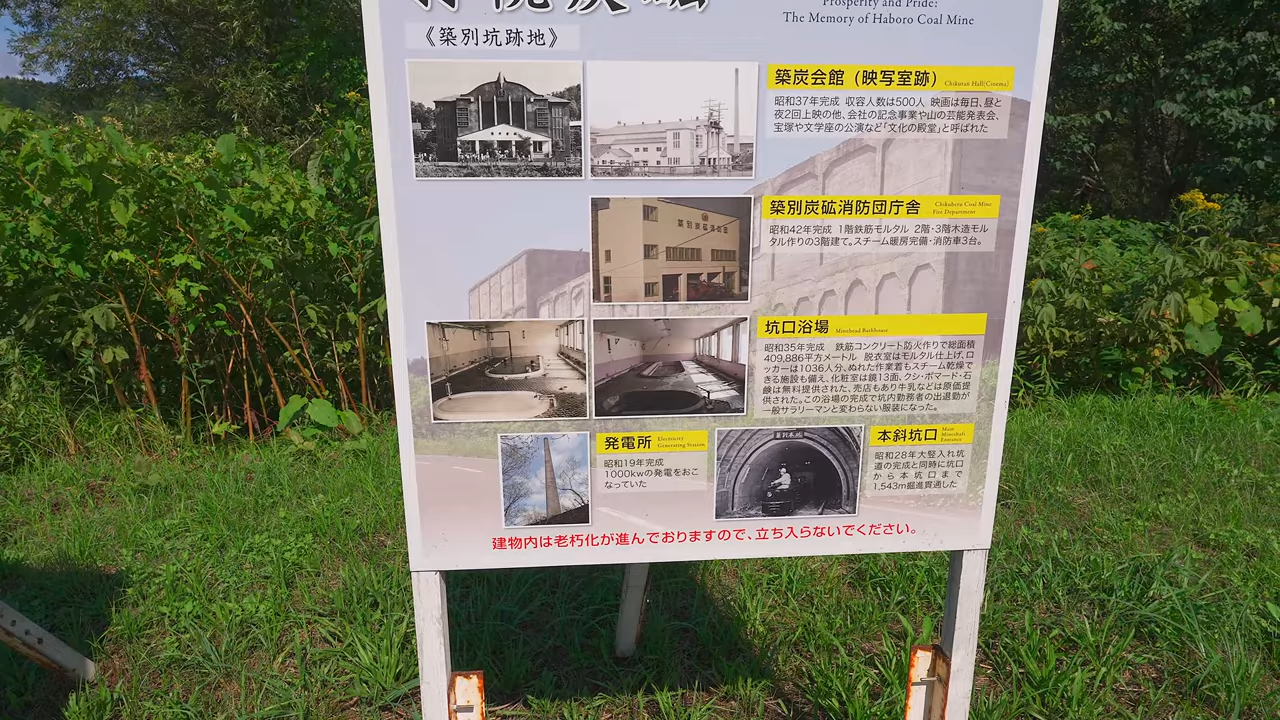 Prosperity and Pride:
The Memory of Haboro Coal Mine
《築別坑跡地》
築炭会館（映写室跡）
Chikutan Hall(Cinema)
昭和37年完成 収容人数は500人 映画は毎日、昼と
夜2回上映の他、会社の記念事業や山の芸能発表会、
宝塚や文学座の公演など「文化の殿堂」と呼ばれた
築別炭砿消防団庁舎
Chikubetu Coal Mine
Fire Department
昭和42年完成 1階鉄筋モルタル 2階・3階木造モル
タル作りの3階建て。スチーム暖房完備・消防車3台。
坑口浴場
Minehead Bathhouse
昭和35年完成 鉄筋コンクリート防火作りで総面積
409,886平方メートル 脱衣室はモルタル仕上げ、ロ
ッカーは1036人分、ぬれた作業着もスチーム乾燥で
きる施設も備え、化粧室は鏡13面、クシ・ポマード・石
鹸は無料提供された。売店もあり牛乳などは原価提
供された。この浴場の完成で坑内勤務者の出退勤が
一般サラリーマンと変わらない服装になった。
発電所
Electricity
Generating Station
昭和19年完成
1000kwの発電をおこ
なっていた
本斜坑口
Main
Mineshaft
Entrance
昭和28年大竪入れ坑
道の完成と同時に坑口
から本坑口まで
1,543m掘進貫通した
建物内は老朽化が進んでおりますので、立ち入らないでください。